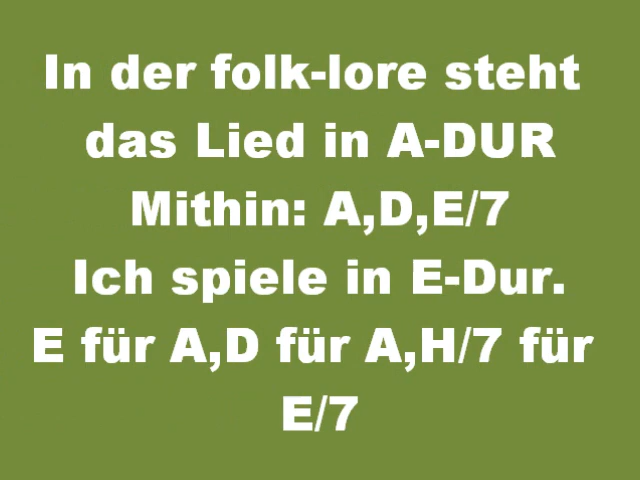 In der folk-lore steht
das Lied in A-DUR
Mithin: A,D,E/7
Ich spiele in E-Dur.
E für A,D für A,H/7 für
E/7